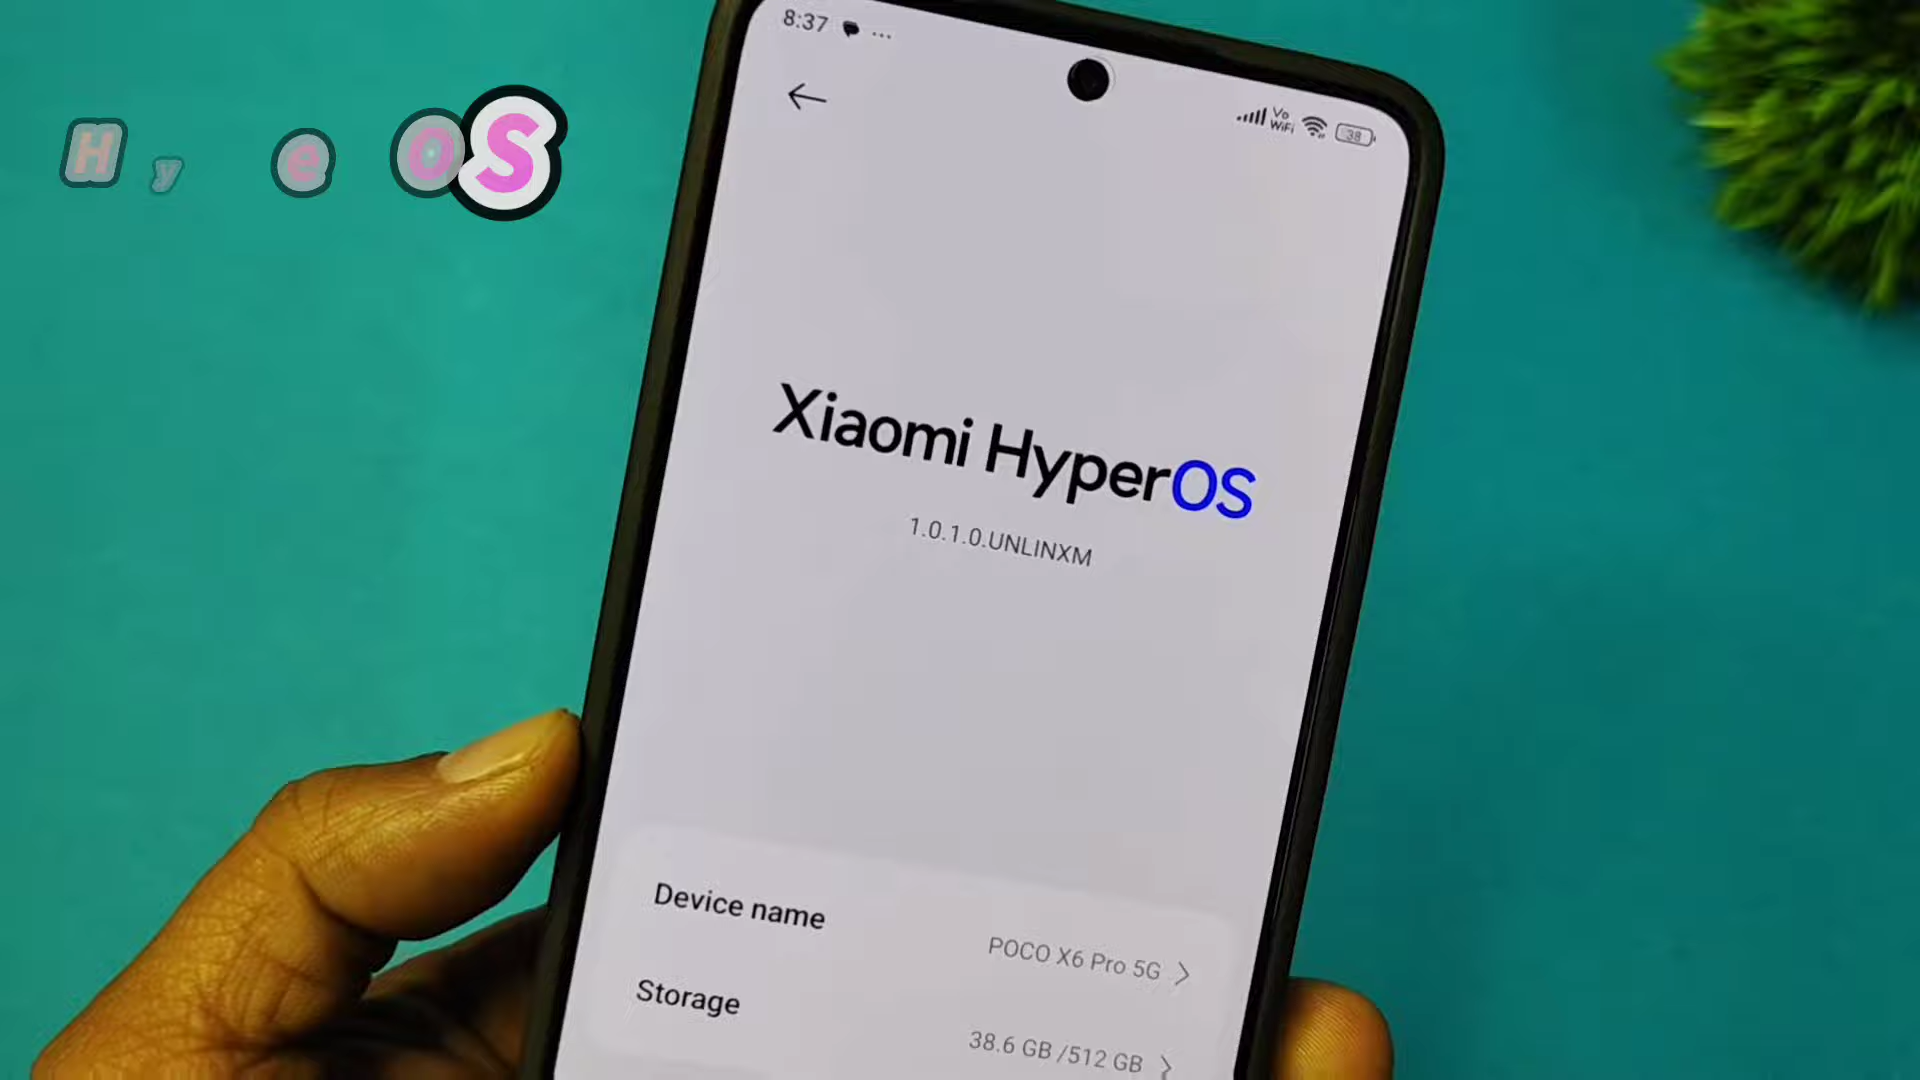 8:37
Vo
WiFi
38
H y e OS
Xiaomi HyperOS
1.0.1.0.UNLINXM
Device name
POCO X6 Pro 5G
Storage
38.6 GB /512 GB